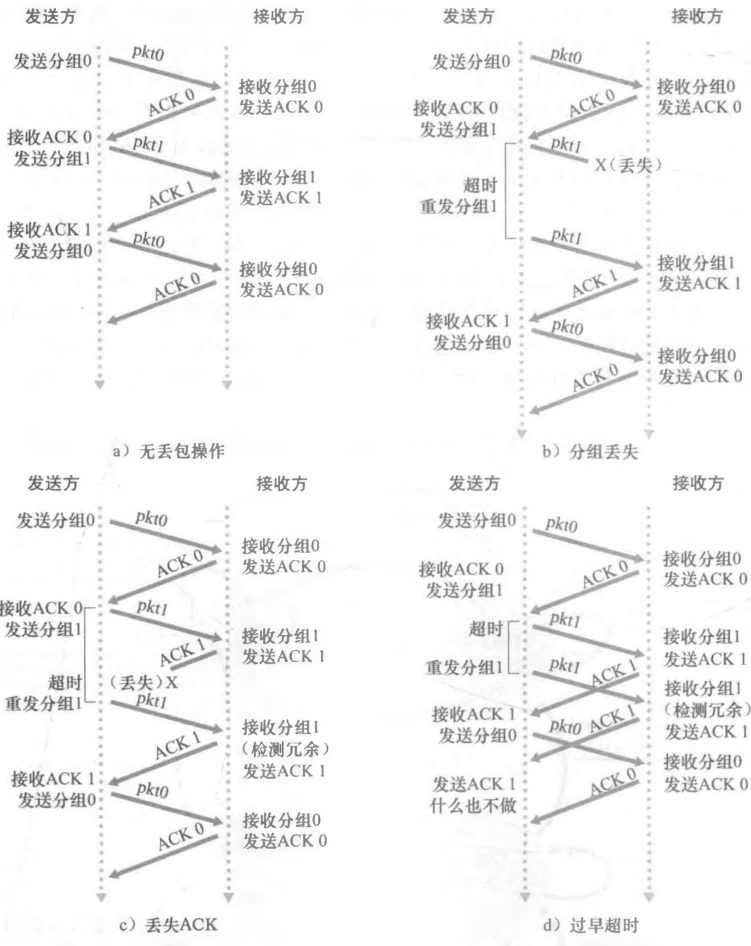 发送方
接收方
发送分组0
pkt0
接收分组0
发送ACK 0
ACK 0
接收ACK 0
发送分组1
pkt1
接收分组1
发送ACK 1
ACK 1
接收ACK 1
发送分组0
pkt0
接收分组0
发送ACK 0
ACK 0
a）无丢包操作
发送方
接收方
发送分组0
pkt0
接收分组0
发送ACK 0
ACK 0
接收ACK 0
发送分组1
pkt1
X（丢失）
超时
重发分组1
pkt1
接收分组1
发送ACK 1
ACK 1
接收ACK 1
发送分组0
pkt0
接收分组0
发送ACK 0
ACK 0
b）分组丢失
发送方
接收方
发送分组0
pkt0
接收分组0
发送ACK 0
ACK 0
接收ACK 0
发送分组1
pkt1
接收分组1
发送ACK 1
ACK 1
（丢失）X
超时
重发分组1
pkt1
接收分组1
（检测冗余）
发送ACK 1
ACK 1
接收ACK 1
发送分组0
pkt0
接收分组0
发送ACK 0
ACK 0
c）丢失ACK
发送方
接收方
发送分组0
pkt0
接收分组0
发送ACK 0
ACK 0
接收ACK 0
发送分组1
pkt1
超时
接收分组1
发送ACK 1
ACK 1
重发分组1
pkt1
接收分组1
（检测冗余）
发送ACK 1
ACK 1
接收ACK 1
发送分组0
pkt0
接收分组0
发送ACK 0
ACK 0
发送ACK 1
什么也不做
d）过早超时